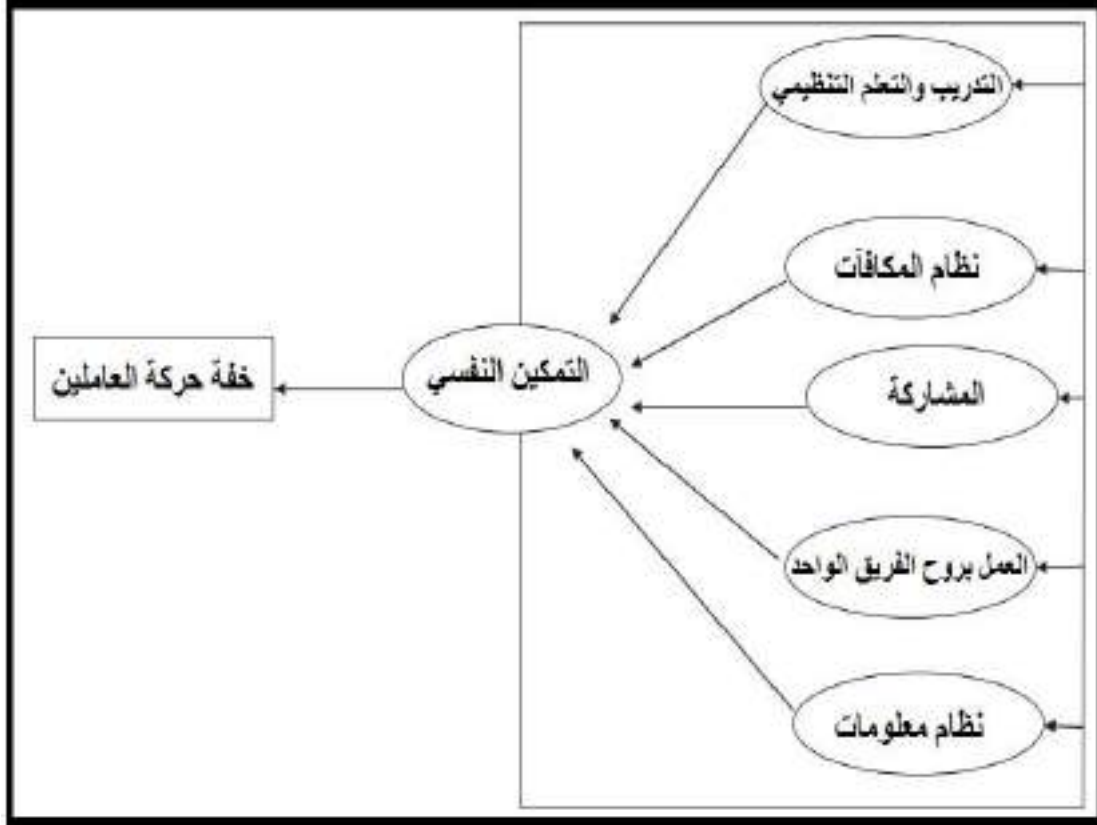 التدريب والتعلم التنظيمي
نظام المكافآت
المشاركة
العمل بروح الفريق الواحد
نظام معلومات
التمكين النفسي
خفة حركة العاملين